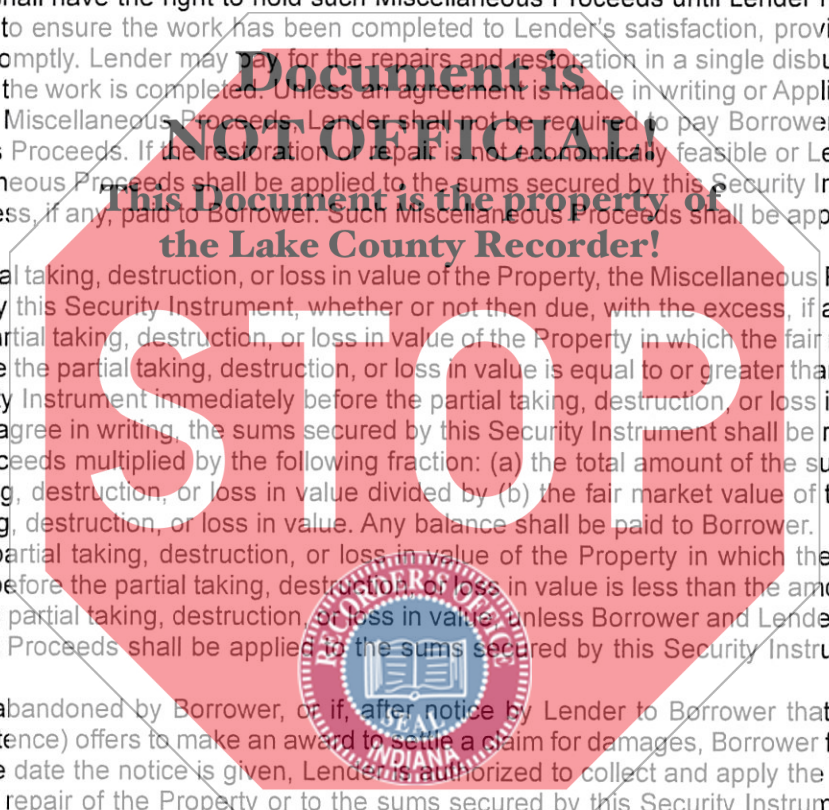 shall have the right to hold such Miscellaneous Proceeds until Lender
to ensure the work has been completed to Lender's satisfaction, provi
omptly. Lender may pay for the repairs and restoration in a single disbu
the work is completed. Unless an agreement is made in writing or Appli
Miscellaneous Proceeds, Lender shall not be required to pay Borrowe
Proceeds. If the restoration or repair is not economically feasible or Le
neous Proceeds shall be applied to the sums secured by this Security In
ess, if any, paid to Borrower. Such Miscellaneous Proceeds shall be app
Document is
NOT OFFICIAL!
This Document is the property of
the Lake County Recorder!
al taking, destruction, or loss in value of the Property, the Miscellaneous
y this Security Instrument, whether or not then due, with the excess, if a
artial taking, destruction, or loss in value of the Property in which the fair
e the partial taking, destruction, or loss in value is equal to or greater tha
y Instrument immediately before the partial taking, destruction, or loss i
agree in writing, the sums secured by this Security Instrument shall be r
ceeds multiplied by the following fraction: (a) the total amount of the su
g, destruction, or loss in value divided by (b) the fair market value of t
g, destruction, or loss in value. Any balance shall be paid to Borrower.
partial taking, destruction, or loss in value of the Property in which the
efore the partial taking, destruction, or loss in value is less than the amo
partial taking, destruction, or loss in value, unless Borrower and Lende
Proceeds shall be applied to the sums secured by this Security Instru
STOP
RECORDER'S OFFICE
SEAL
INDIANA
abandoned by Borrower, or if, after notice by Lender to Borrower that
tence) offers to make an award to settle a claim for damages, Borrower f
e date the notice is given, Lender is authorized to collect and apply the
repair of the Property or to the sums secured by this Security Instrum